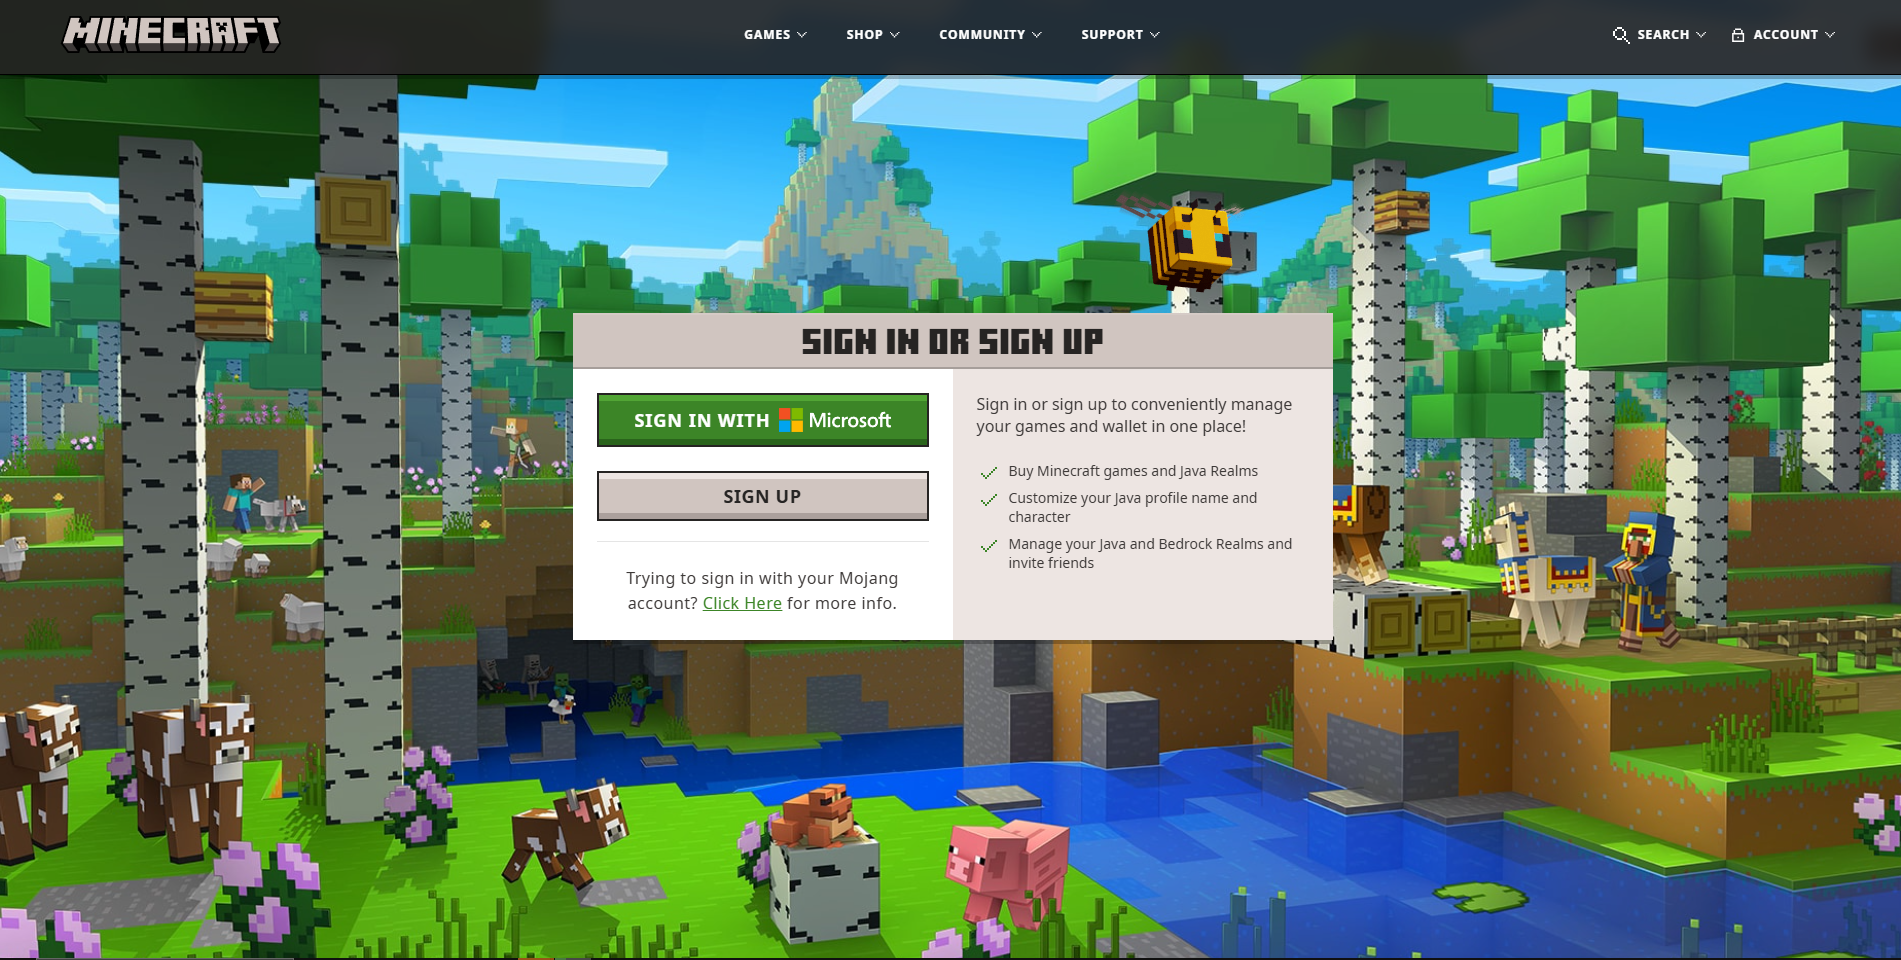 MINECRAFT
GAMES
SHOP
COMMUNITY
SUPPORT
SEARCH
ACCOUNT
SIGN IN OR SIGN UP
SIGN IN WITH Microsoft
SIGN UP
Trying to sign in with your Mojang
account? Click Here for more info.
Sign in or sign up to conveniently manage
your games and wallet in one place!
Buy Minecraft games and Java Realms
Customize your Java profile name and
character
Manage your Java and Bedrock Realms and
invite friends